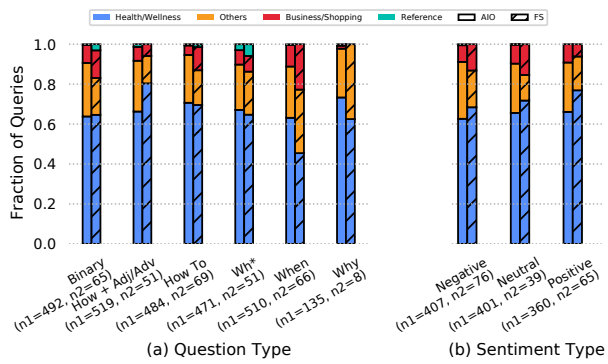 Health/Wellness Others Business/Shopping Reference AIO FS
Fraction of Queries
1.0
0.8
0.6
0.4
0.2
0.0
Binary
(n1=492, n2=65)
How + Adj/Adv
(n1=519, n2=51)
How To
(n1=484, n2=69)
Wh*
(n1=471, n2=51)
When
(n1=510, n2=66)
Why
(n1=135, n2=8)
Negative
(n1=407, n2=76)
Neutral
(n1=401, n2=39)
Positive
(n1=360, n2=65)
(a) Question Type
(b) Sentiment Type